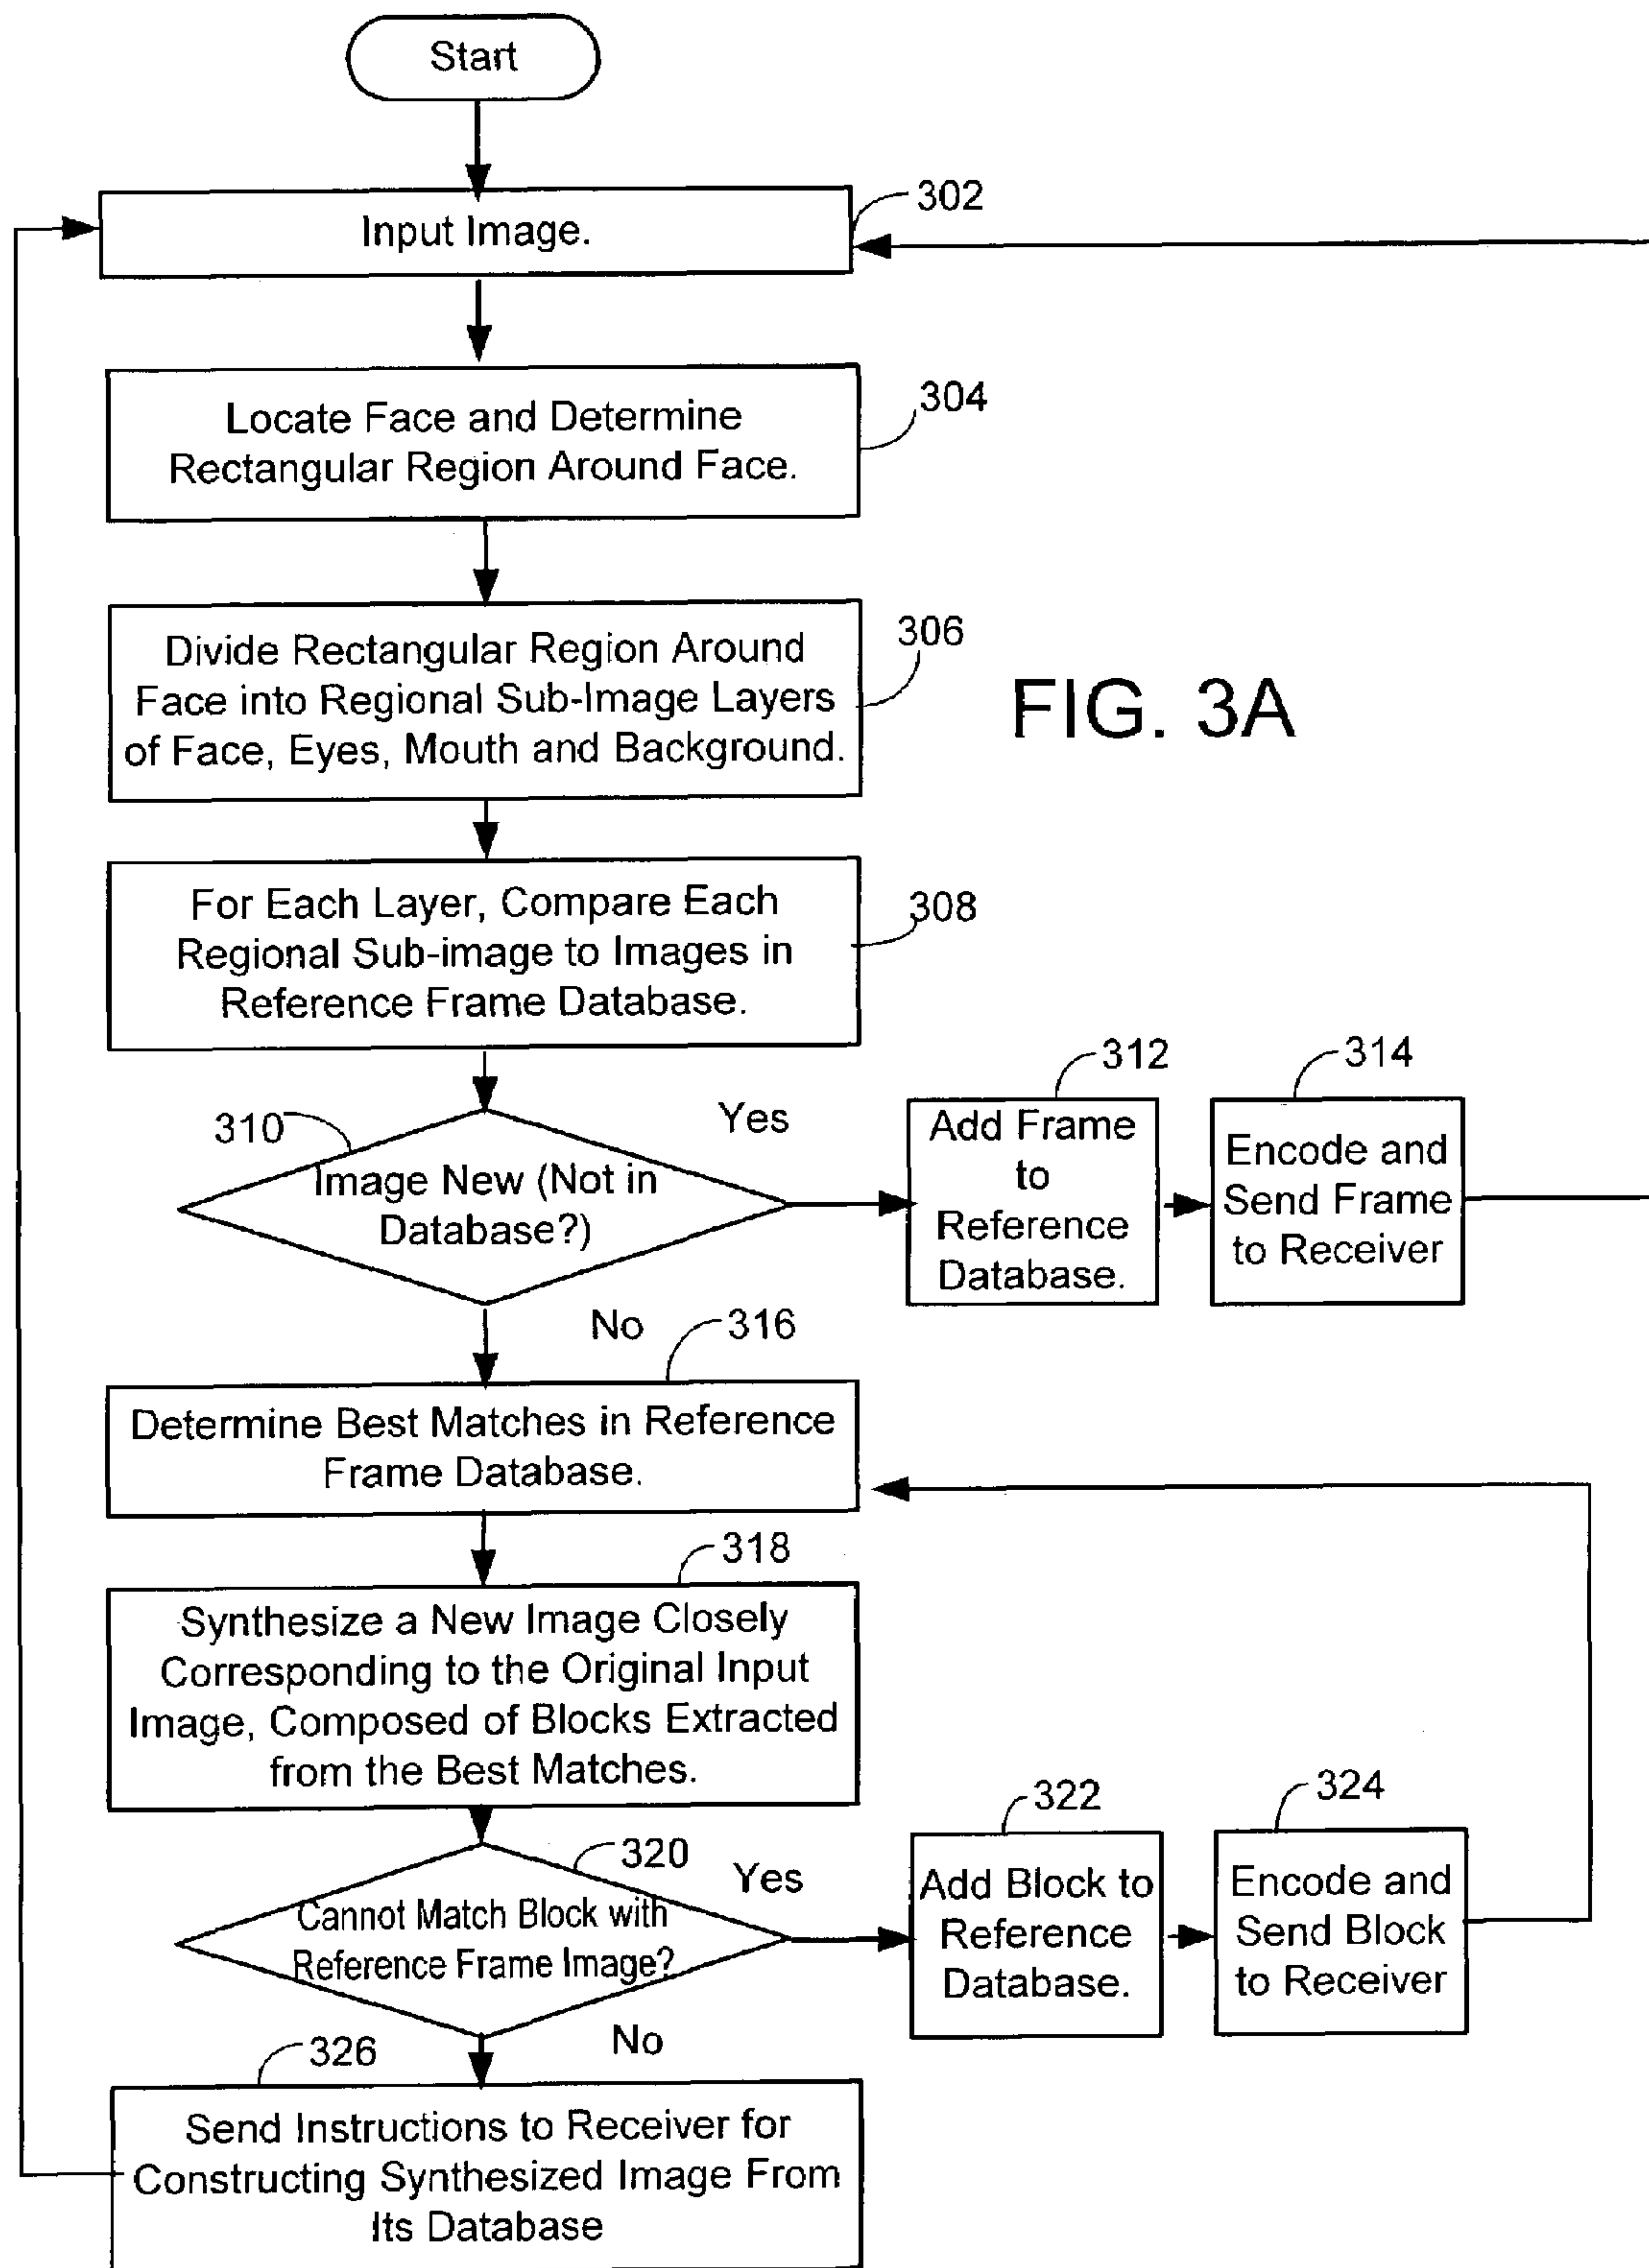 Start
302
Input Image.
304
Locate Face and Determine
Rectangular Region Around Face.
306
Divide Rectangular Region Around
Face into Regional Sub-Image Layers
of Face, Eyes, Mouth and Background.
FIG. 3A
308
For Each Layer, Compare Each
Regional Sub-image to Images in
Reference Frame Database.
310
Image New (Not in
Database?)
Yes
312
Add Frame
to
Reference
Database.
314
Encode and
Send Frame
to Receiver
No
316
Determine Best Matches in Reference
Frame Database.
318
Synthesize a New Image Closely
Corresponding to the Original Input
Image, Composed of Blocks Extracted
from the Best Matches.
320
Cannot Match Block with
Reference Frame Image?
Yes
322
Add Block to
Reference
Database.
324
Encode and
Send Block
to Receiver
No
326
Send Instructions to Receiver for
Constructing Synthesized Image From
Its Database